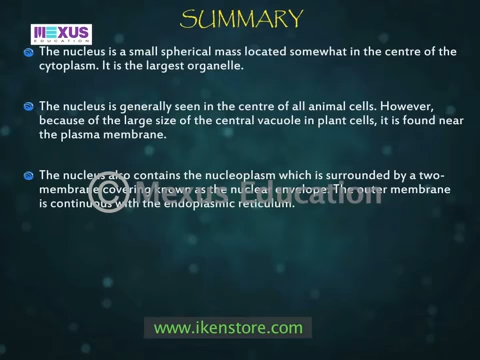 SUMMARY
MEXUS
EDUCATION
The nucleus is a small spherical mass located somewhat in the centre of the
cytoplasm. It is the largest organelle.
The nucleus is generally seen in the centre of all animal cells. However,
because of the large size of the central vacuole in plant cells, it is found near
the plasma membrane.
The nucleus also contains the nucleoplasm which is surrounded by a two-
membrane covering known as the nuclear envelope. The outer membrane
is continuous with the endoplasmic reticulum.
© Mexus Education
www.ikenstore.com